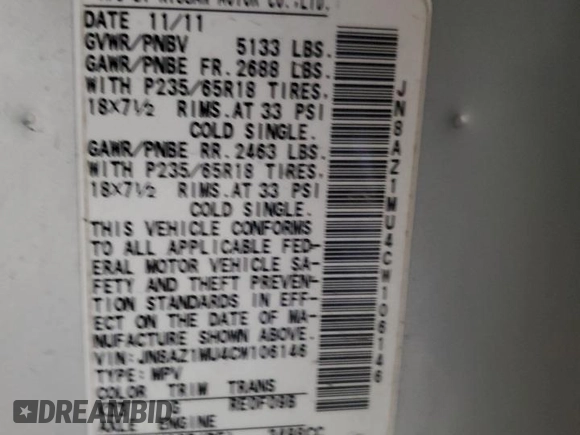 DATE 11/11
GVWR/PNBV 5133 LBS.
GAWR/PNBE FR. 2688 LBS.
WITH P235/65R18 TIRES.
18X7½ RIMS. AT 33 PSI
COLD SINGLE.
GAWR/PNBE RR. 2463 LBS.
WITH P235/65R18 TIRES.
18X7½ RIMS. AT 33 PSI
COLD SINGLE.
THIS VEHICLE CONFORMS
TO ALL APPLICABLE FED-
ERAL MOTOR VEHICLE SA-
FETY AND THEFT PREVEN-
TION STANDARDS IN EFF-
ECT ON THE DATE OF MA-
NUFACTURE SHOWN ABOVE.
VIN: JN8AZ1MU4CW106146
TYPE: MPV
COLOR TRIM TRANS
RE0F09B
AXLE ENGINE
3498CC
JN8AZ1MU4CW106146
DREAMBID